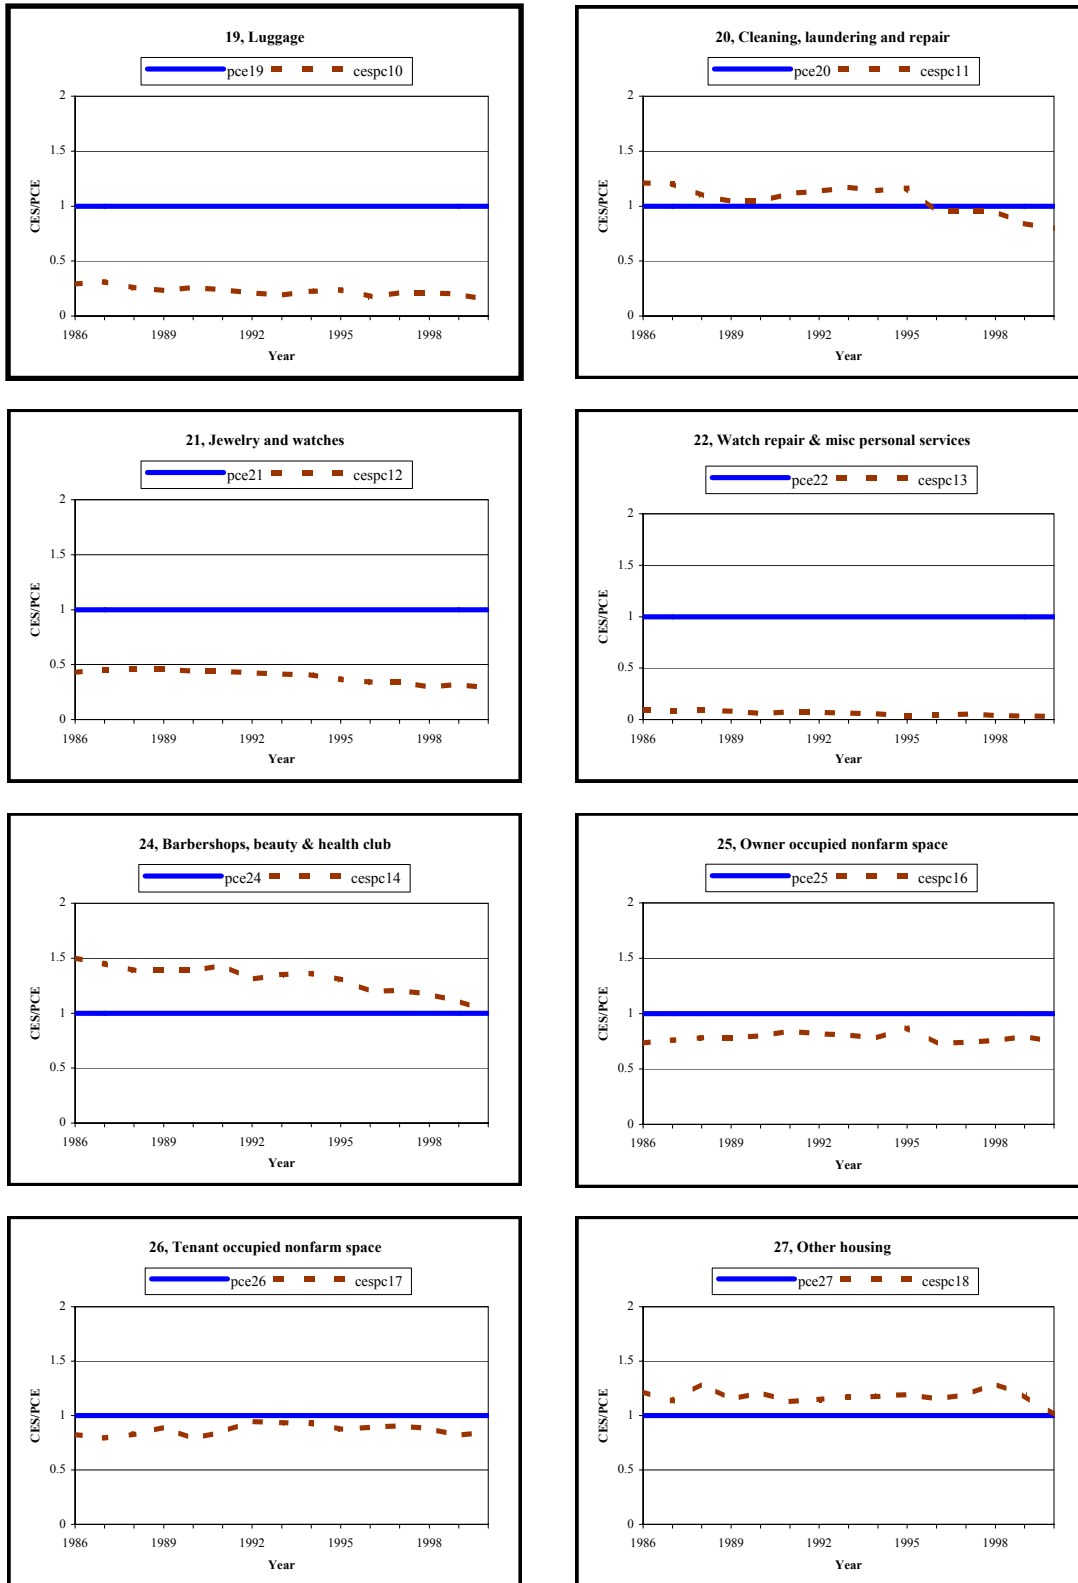 19, Luggage
pce19 cespc10
2
1.5
1
0.5
0
CES/PCE
1986 1989 1992 1995 1998
Year
20, Cleaning, laundering and repair
pce20 cespc11
2
1.5
1
0.5
0
CES/PCE
1986 1989 1992 1995 1998
Year
21, Jewelry and watches
pce21 cespc12
2
1.5
1
0.5
0
CES/PCE
1986 1989 1992 1995 1998
Year
22, Watch repair & misc personal services
pce22 cespc13
2
1.5
1
0.5
0
CES/PCE
1986 1989 1992 1995 1998
Year
24, Barbershops, beauty & health club
pce24 cespc14
2
1.5
1
0.5
0
CES/PCE
1986 1989 1992 1995 1998
Year
25, Owner occupied nonfarm space
pce25 cespc16
2
1.5
1
0.5
0
CES/PCE
1986 1989 1992 1995 1998
Year
26, Tenant occupied nonfarm space
pce26 cespc17
2
1.5
1
0.5
0
CES/PCE
1986 1989 1992 1995 1998
Year
27, Other housing
pce27 cespc18
2
1.5
1
0.5
0
CES/PCE
1986 1989 1992 1995 1998
Year